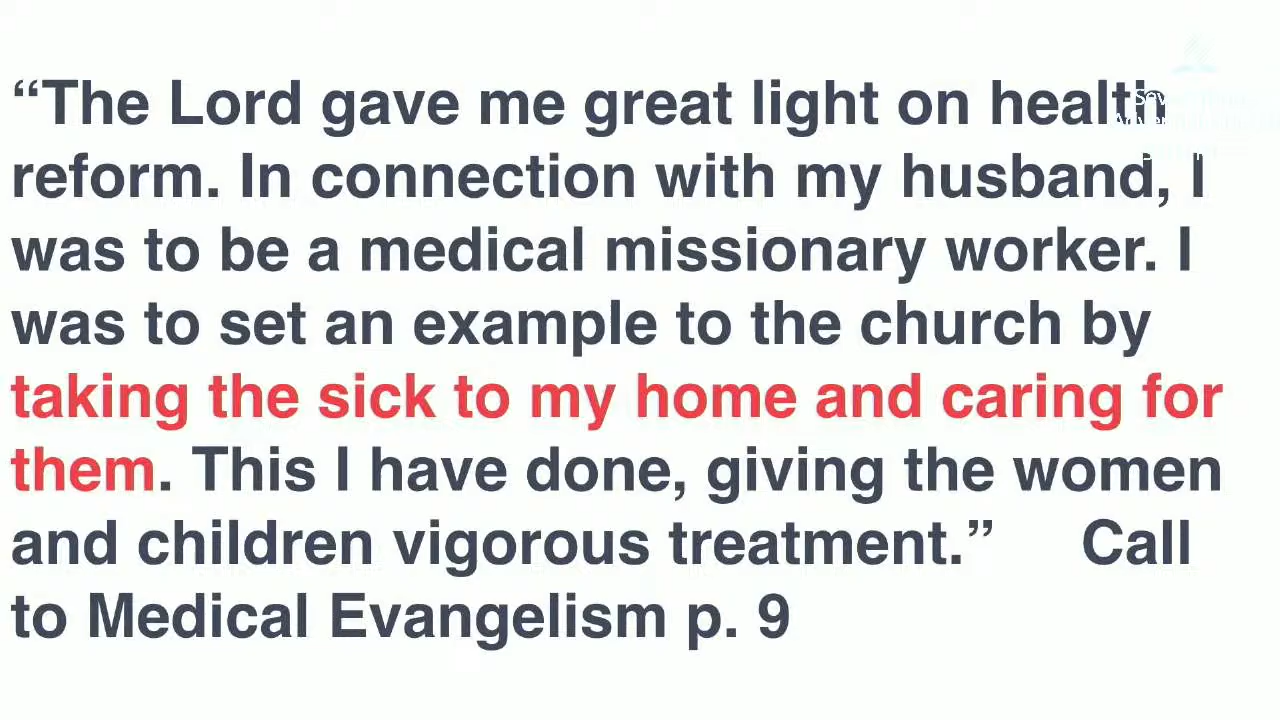 “The Lord gave me great light on health
reform. In connection with my husband, I
was to be a medical missionary worker. I
was to set an example to the church by
taking the sick to my home and caring for
them. This I have done, giving the women
and children vigorous treatment.” Call
to Medical Evangelism p. 9